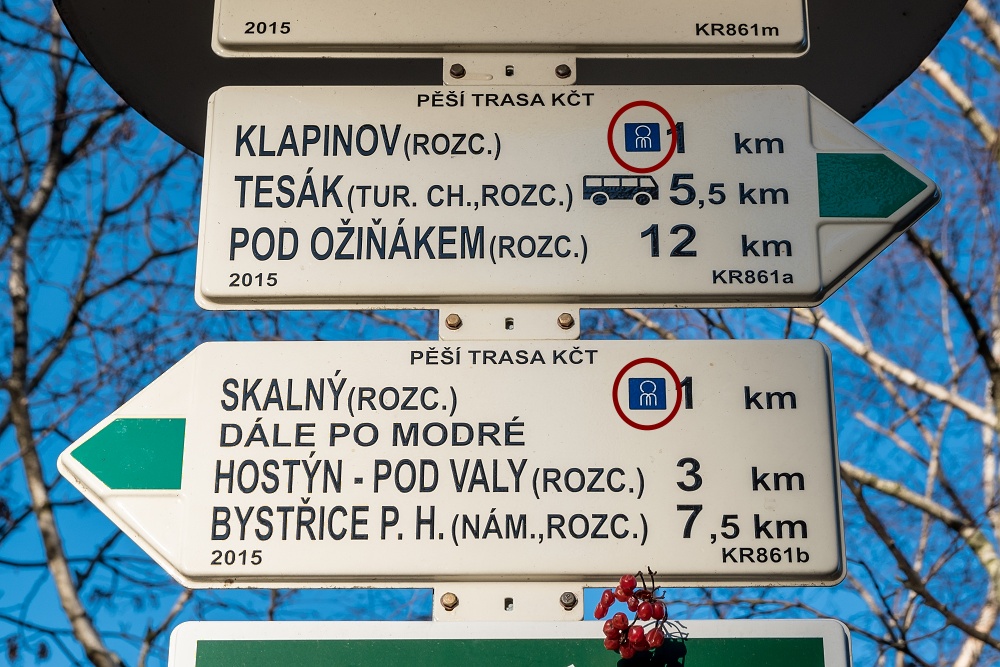 2015 KR861m
PĚŠÍ TRASA KČT
KLAPINOV (ROZC.) 1 km
TESÁK (TUR. CH.,ROZC.) 5,5 km
POD OŽIŇÁKEM (ROZC.) 12 km
2015 KR861a
PĚŠÍ TRASA KČT
SKALNÝ (ROZC.) 1 km
DÁLE PO MODRÉ
HOSTÝN - POD VALY (ROZC.) 3 km
BYSTŘICE P. H. (NÁM.,ROZC.) 7,5 km
2015 KR861b